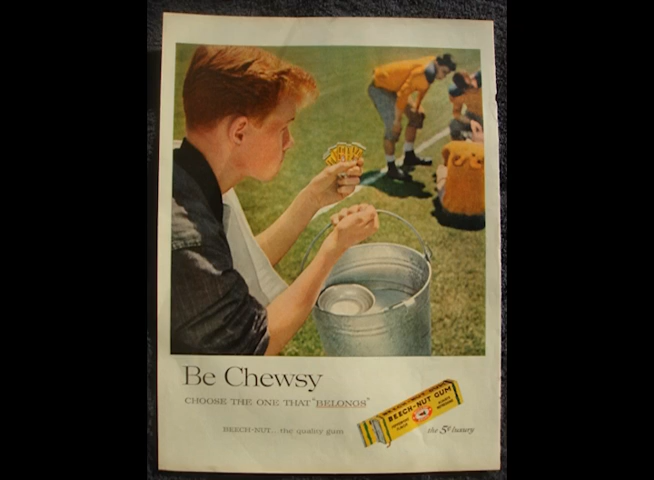 Be Chewsy
CHOOSE THE ONE THAT "BELONGS"
BEECH-NUT GUM
BEECH-NUT... the quality gum
the 5¢ luxury